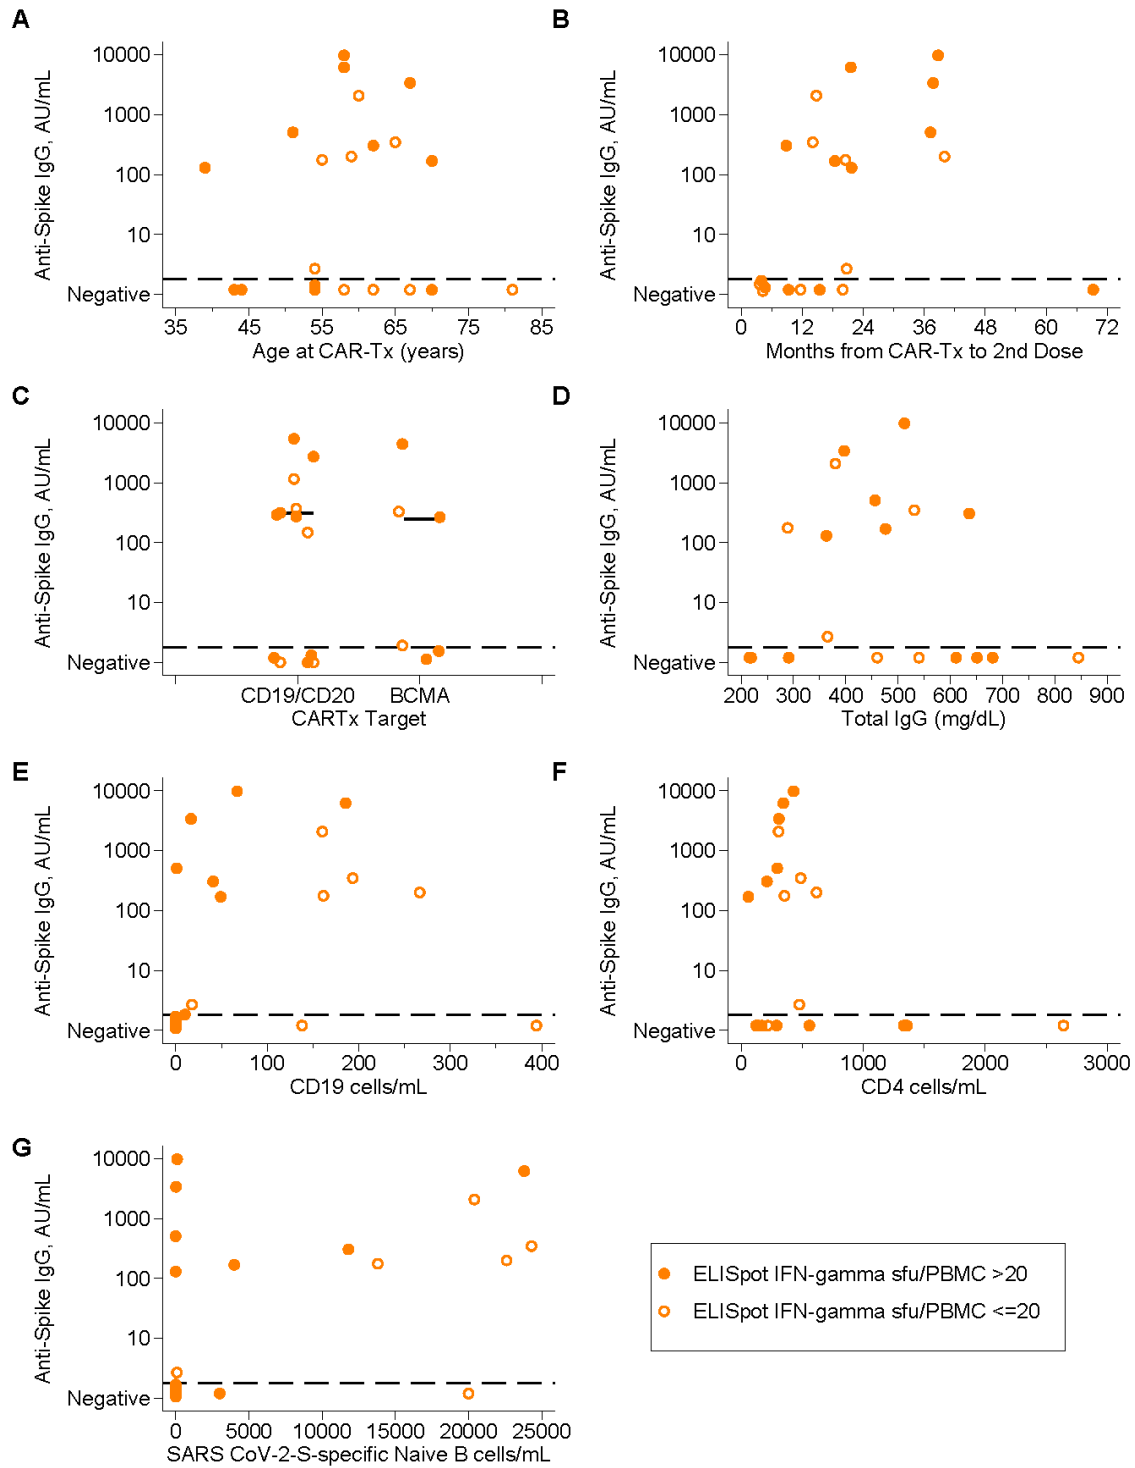 A
Anti-Spike IgG, AU/mL
10000
1000
100
10
Negative
35 45 55 65 75 85
Age at CAR-Tx (years)
B
Anti-Spike IgG, AU/mL
10000
1000
100
10
Negative
0 12 24 36 48 60 72
Months from CAR-Tx to 2nd Dose
C
Anti-Spike IgG, AU/mL
10000
1000
100
10
Negative
CD19/CD20 BCMA
CARTx Target
D
Anti-Spike IgG, AU/mL
10000
1000
100
10
Negative
200 300 400 500 600 700 800 900
Total IgG (mg/dL)
E
Anti-Spike IgG, AU/mL
10000
1000
100
10
Negative
0 100 200 300 400
CD19 cells/mL
F
Anti-Spike IgG, AU/mL
10000
1000
100
10
Negative
0 1000 2000 3000
CD4 cells/mL
G
Anti-Spike IgG, AU/mL
10000
1000
100
10
Negative
0 5000 10000 15000 20000 25000
SARS CoV-2-S-specific Naive B cells/mL
ELISpot IFN-gamma sfu/PBMC >20
ELISpot IFN-gamma sfu/PBMC <=20